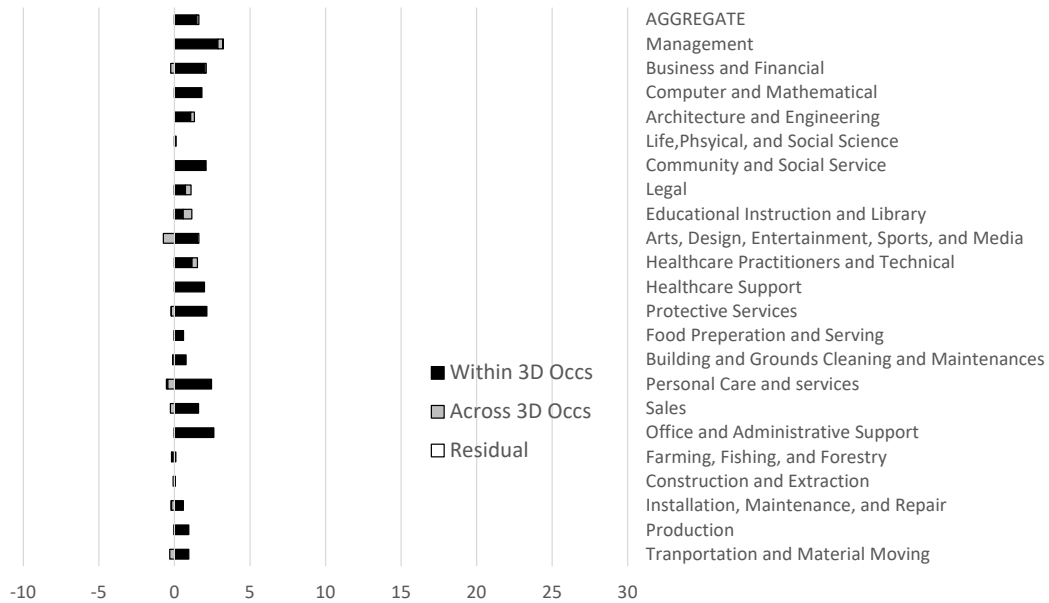 AGGREGATE
Management
Business and Financial
Computer and Mathematical
Architecture and Engineering
Life,Phsyical, and Social Science
Community and Social Service
Legal
Educational Instruction and Library
Arts, Design, Entertainment, Sports, and Media
Healthcare Practitioners and Technical
Healthcare Support
Protective Services
Food Preperation and Serving
Building and Grounds Cleaning and Maintenances
Personal Care and services
Sales
Office and Administrative Support
Farming, Fishing, and Forestry
Construction and Extraction
Installation, Maintenance, and Repair
Production
Tranportation and Material Moving
Within 3D Occs
Across 3D Occs
Residual
-10 -5 0 5 10 15 20 25 30